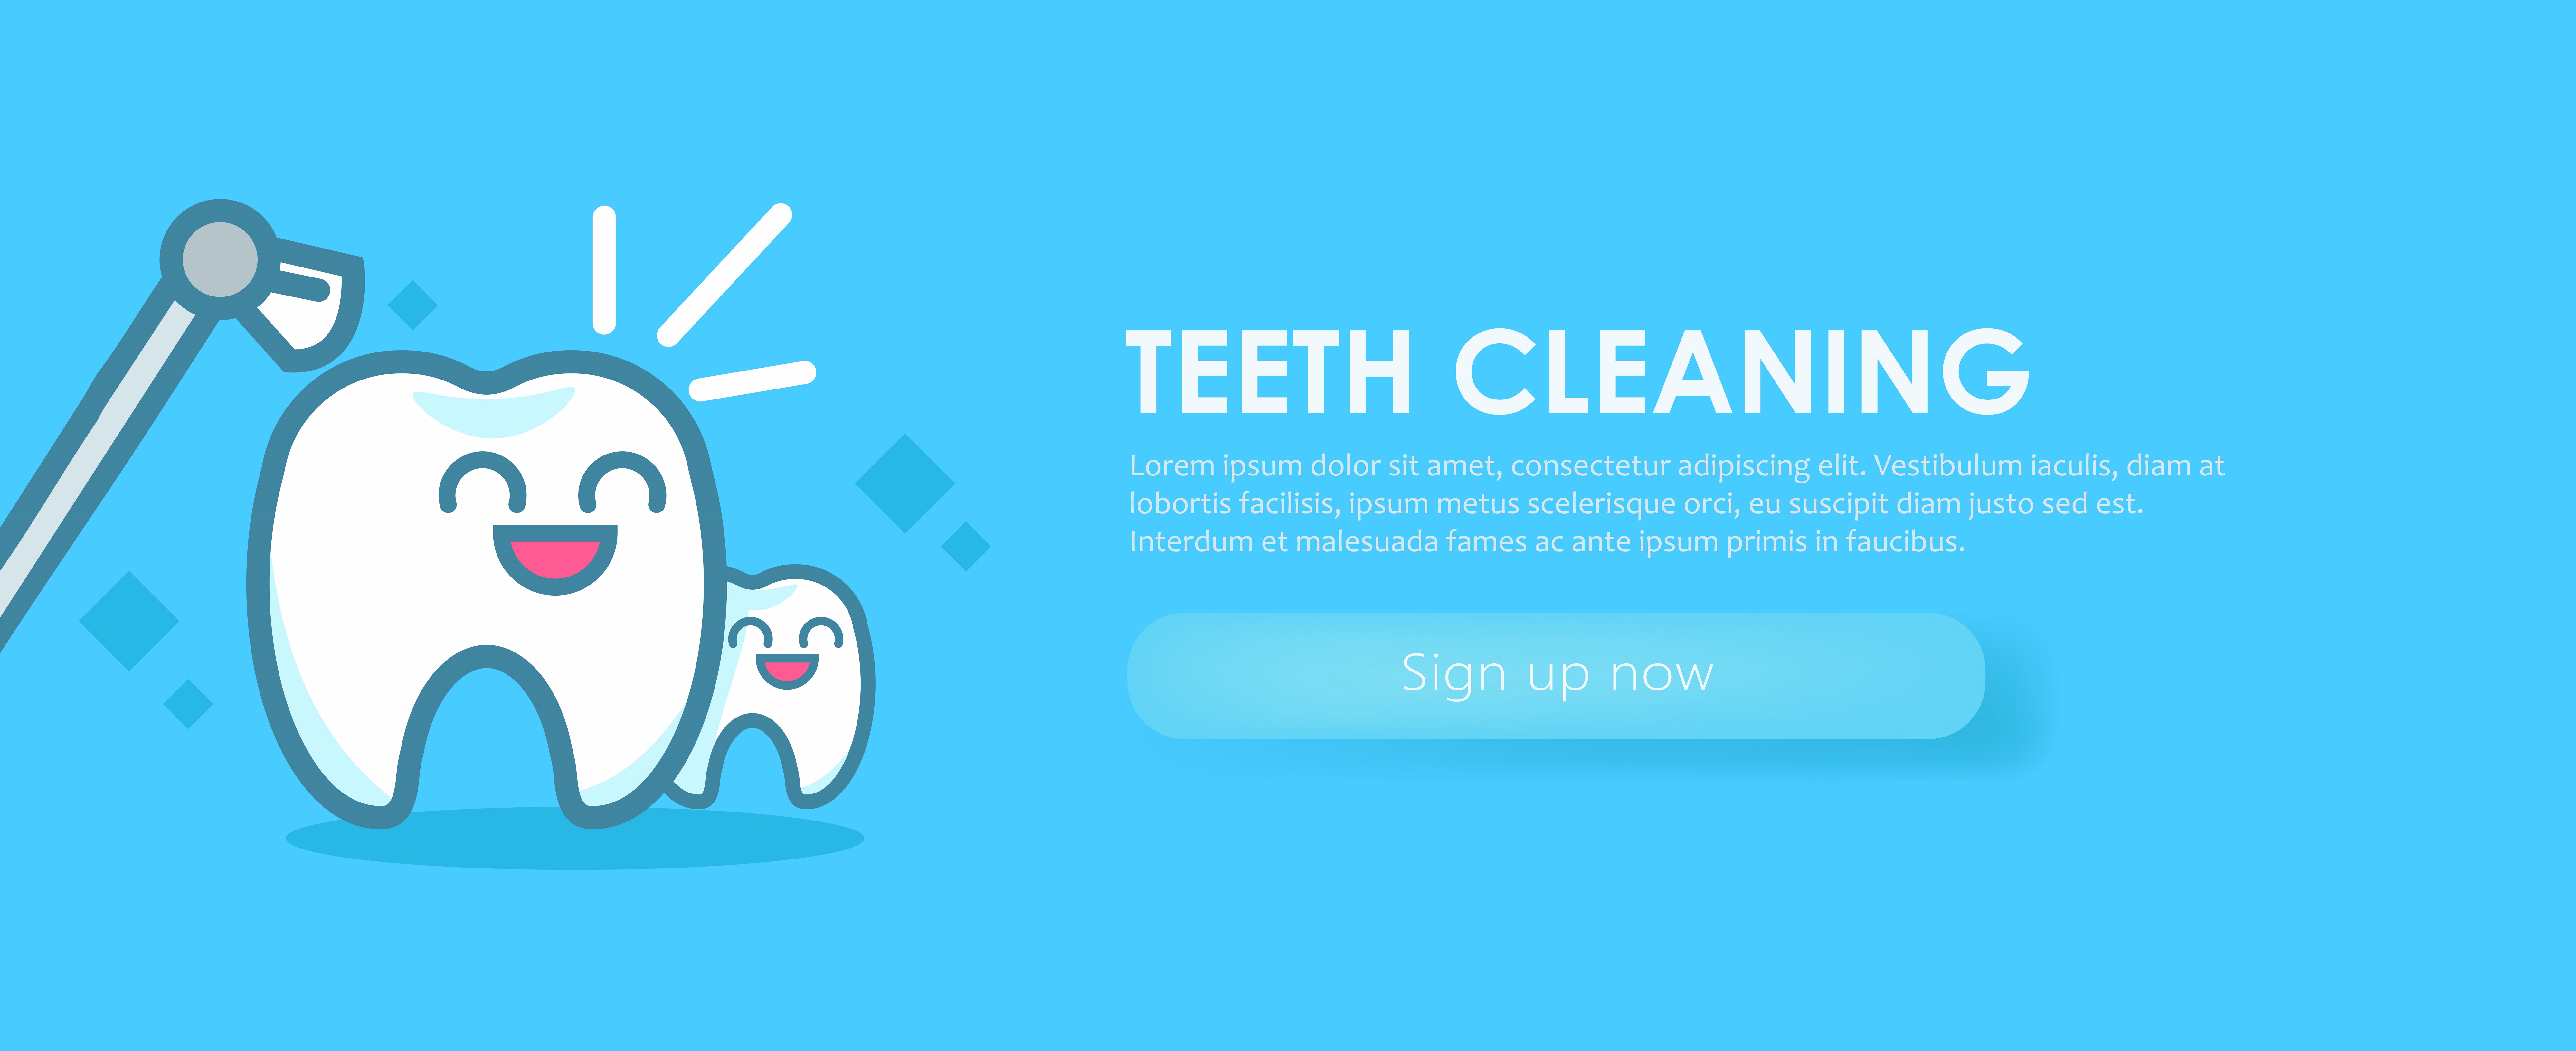 TEETH CLEANING
Lorem ipsum dolor sit amet, consectetur adipiscing elit. Vestibulum iaculis, diam at
lobortis facilisis, ipsum metus scelerisque orci, eu suscipit diam justo sed est.
Interdum et malesuada fames ac ante ipsum primis in faucibus.
Sign up now